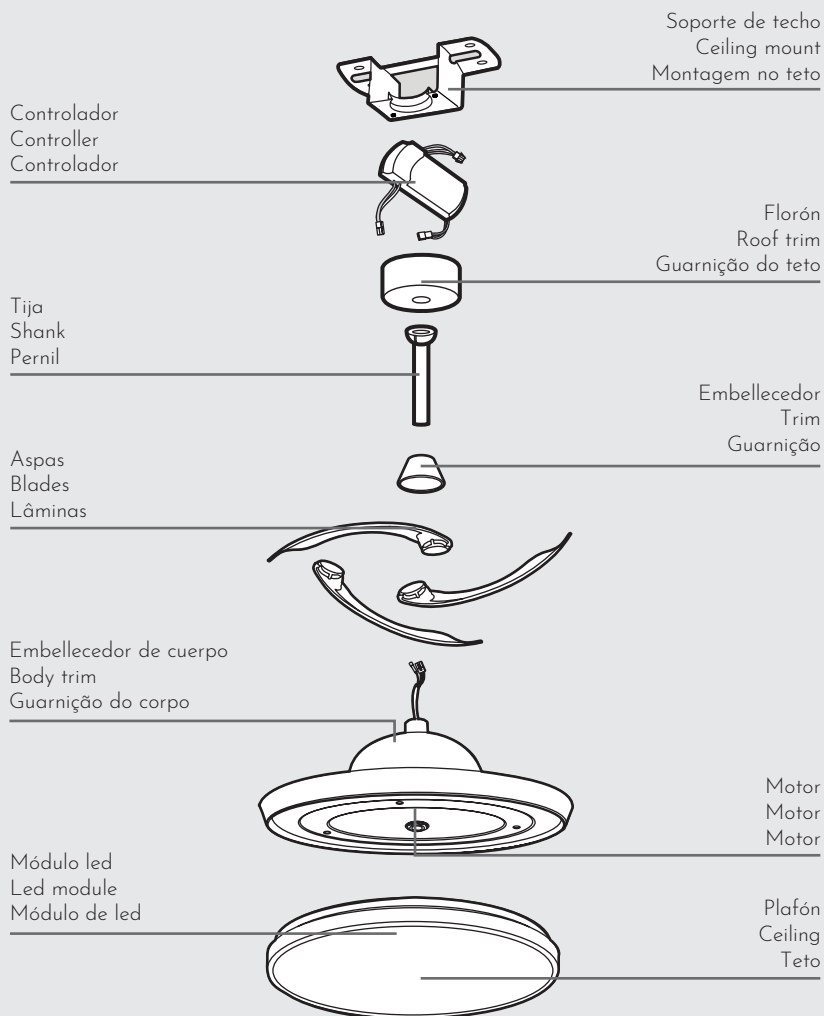 Soporte de techo
Ceiling mount
Montagem no teto
Controlador
Controller
Controlador
Florón
Roof trim
Guarnição do teto
Tija
Shank
Pernil
Embellecedor
Trim
Guarnição
Aspas
Blades
Lâminas
Embellecedor de cuerpo
Body trim
Guarnição do corpo
Motor
Motor
Motor
Módulo led
Led module
Módulo de led
Plafón
Ceiling
Teto